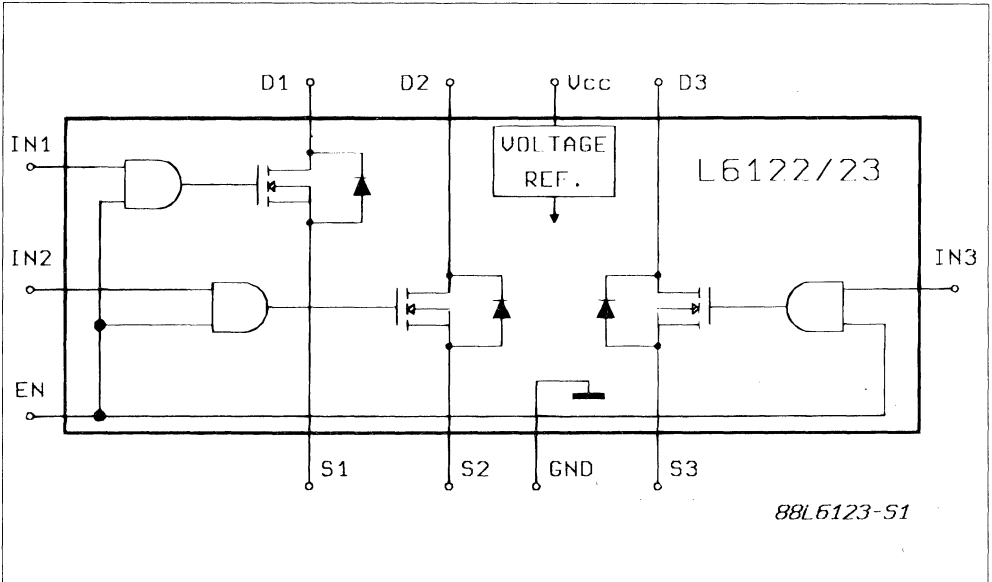 D1
D2
Vcc
D3
IN1
VOLTAGE
REF.
L6122/23
IN2
IN3
EN
S1
S2
GND
S3
88L6123-S1